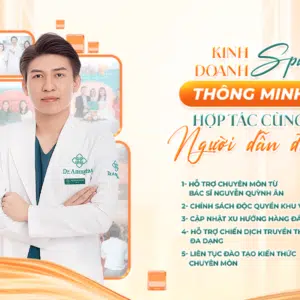 KINH
DOANH Spa
THÔNG MINH
HỢP TÁC CÙNG
Người dẫn đ
1- HỖ TRỢ CHUYÊN MÔN TỪ
BÁC SĨ NGUYỄN QUỲNH ÂN
2- CHÍNH SÁCH ĐỘC QUYỀN KHU V
3- CẬP NHẬT XU HƯỚNG HÀNG ĐẦ
4- HỖ TRỢ CHIẾN DỊCH TRUYỀN TH
ĐA DẠNG
5- LIÊN TỤC ĐÀO TẠO KIẾN THỨC
CHUYÊN MÔN